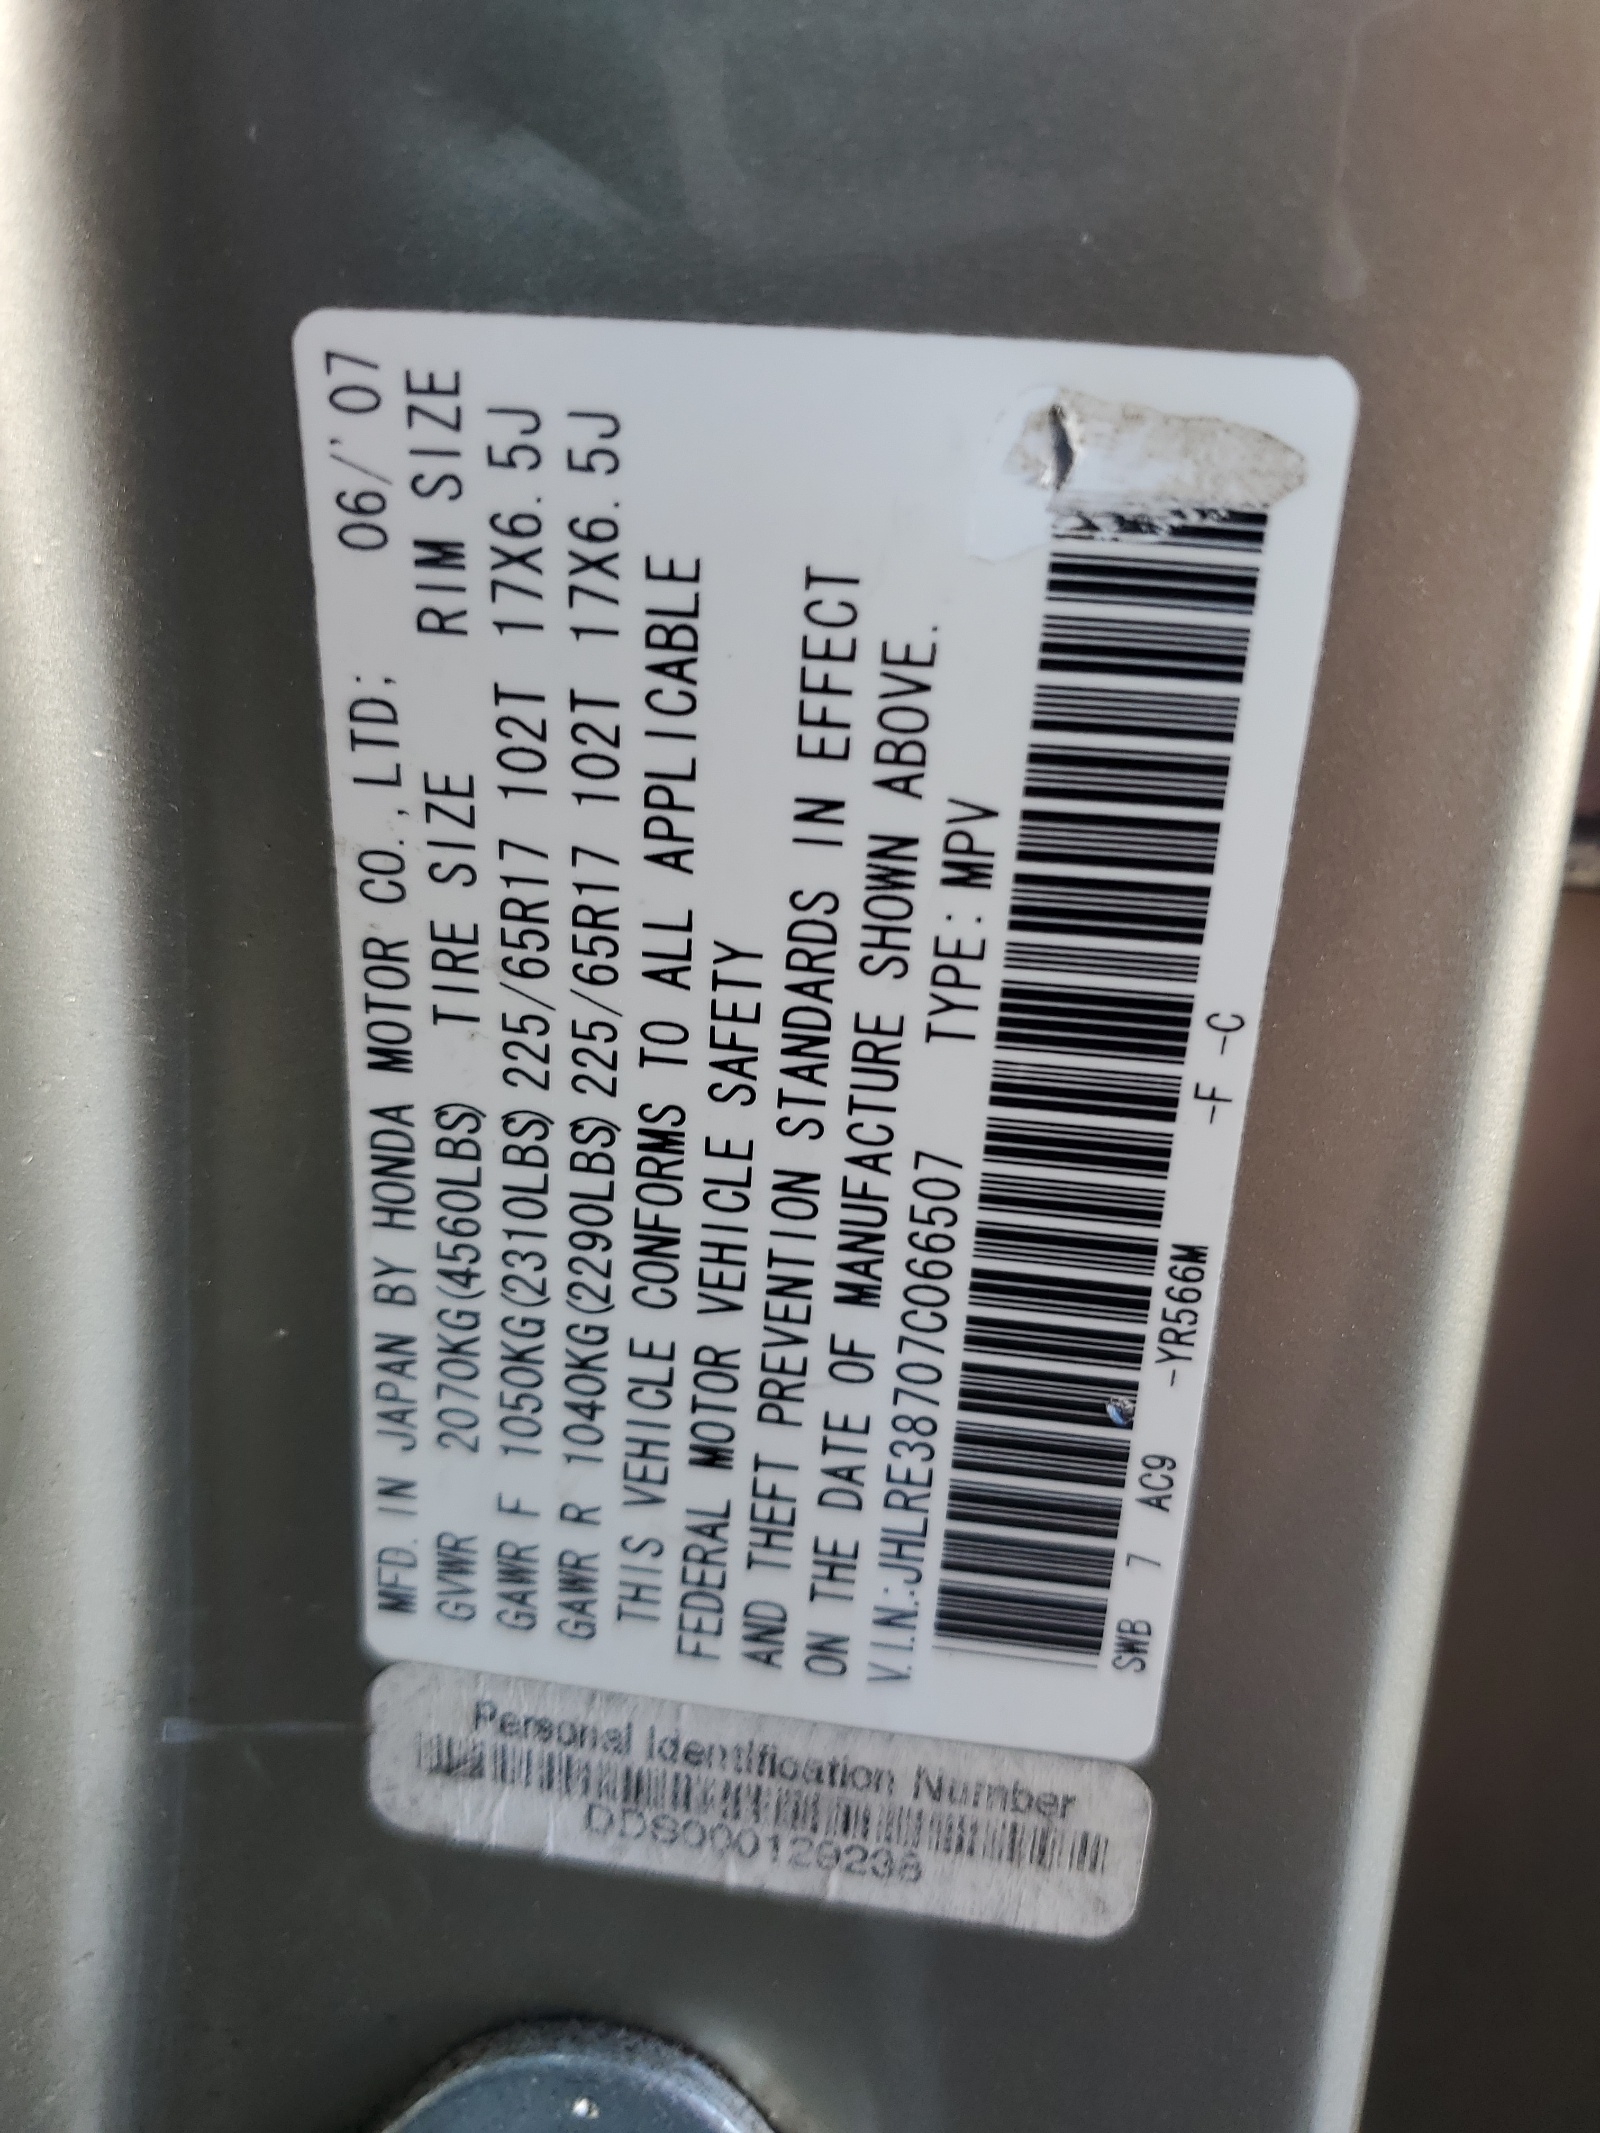 MFD. IN JAPAN BY HONDA MOTOR CO.,LTD; 06/'07
GVWR 2070KG(4560LBS) TIRE SIZE RIM SIZE
GAWR F 1050KG(2310LBS) 225/65R17 102T 17X6.5J
GAWR R 1040KG(2290LBS) 225/65R17 102T 17X6.5J
THIS VEHICLE CONFORMS TO ALL APPLICABLE
FEDERAL MOTOR VEHICLE SAFETY
AND THEFT PREVENTION STANDARDS IN EFFECT
ON THE DATE OF MANUFACTURE SHOWN ABOVE.
V.I.N.:JHLRE38707C066507 TYPE:MPV
SWB 7 AC9 -YR566M -F -C
Personal Identification Number
DDS000129238